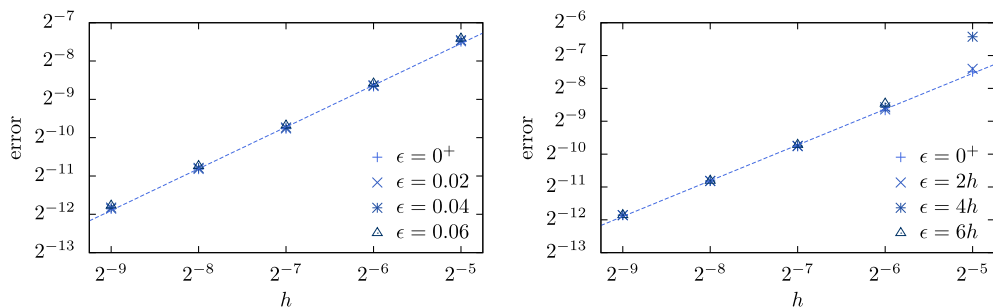 2^{-7}
2^{-8}
2^{-9}
2^{-10}
2^{-11}
2^{-12}
2^{-13}
error
ϵ = 0^+
ϵ = 0.02
ϵ = 0.04
ϵ = 0.06
2^{-9} 2^{-8} 2^{-7} 2^{-6} 2^{-5}
h
2^{-6}
2^{-7}
2^{-8}
2^{-9}
2^{-10}
2^{-11}
2^{-12}
2^{-13}
error
ϵ = 0^+
ϵ = 2h
ϵ = 4h
ϵ = 6h
2^{-9} 2^{-8} 2^{-7} 2^{-6} 2^{-5}
h